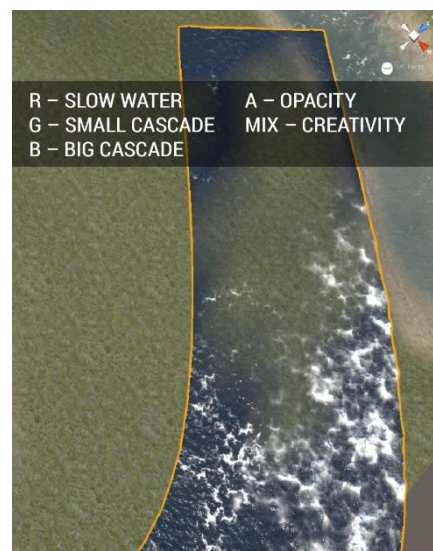 R – SLOW WATER
G – SMALL CASCADE
B – BIG CASCADE
A – OPACITY
MIX – CREATIVITY